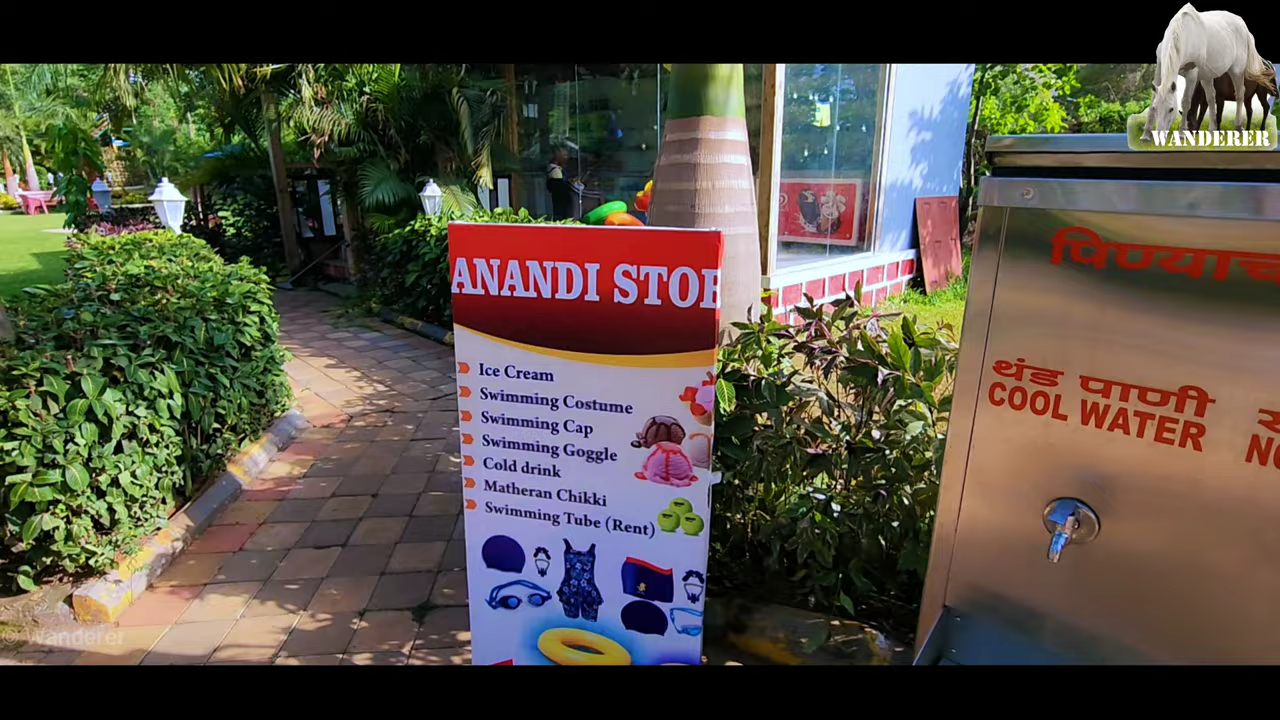 WANDERER
ANANDI STOR
Ice Cream
Swimming Costume
Swimming Cap
Swimming Goggle
Cold drink
Matheran Chikki
Swimming Tube (Rent)
थंड पाणी
COOL WATER
© Wanderer